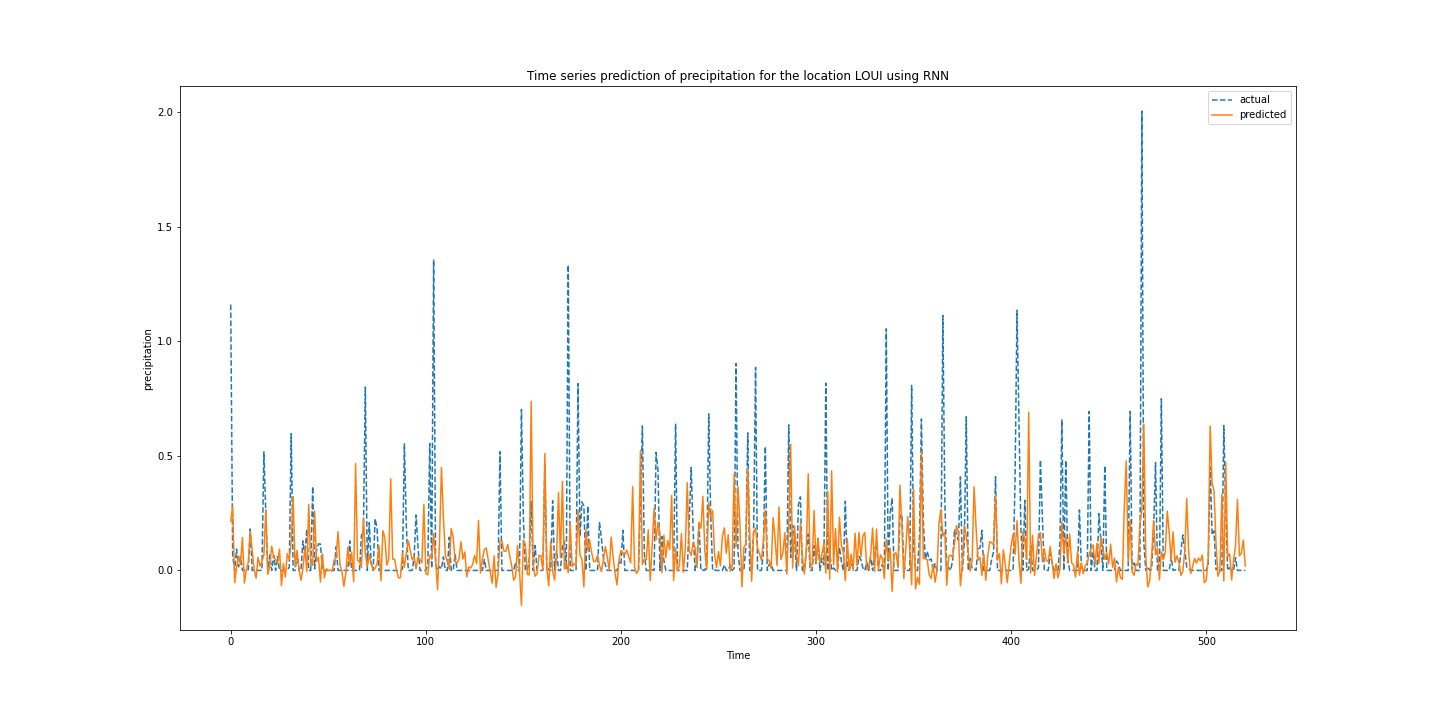 Time series prediction of precipitation for the location LOUI using RNN
actual
predicted
2.0
1.5
1.0
0.5
0.0
precipitation
0 100 200 300 400 500
Time